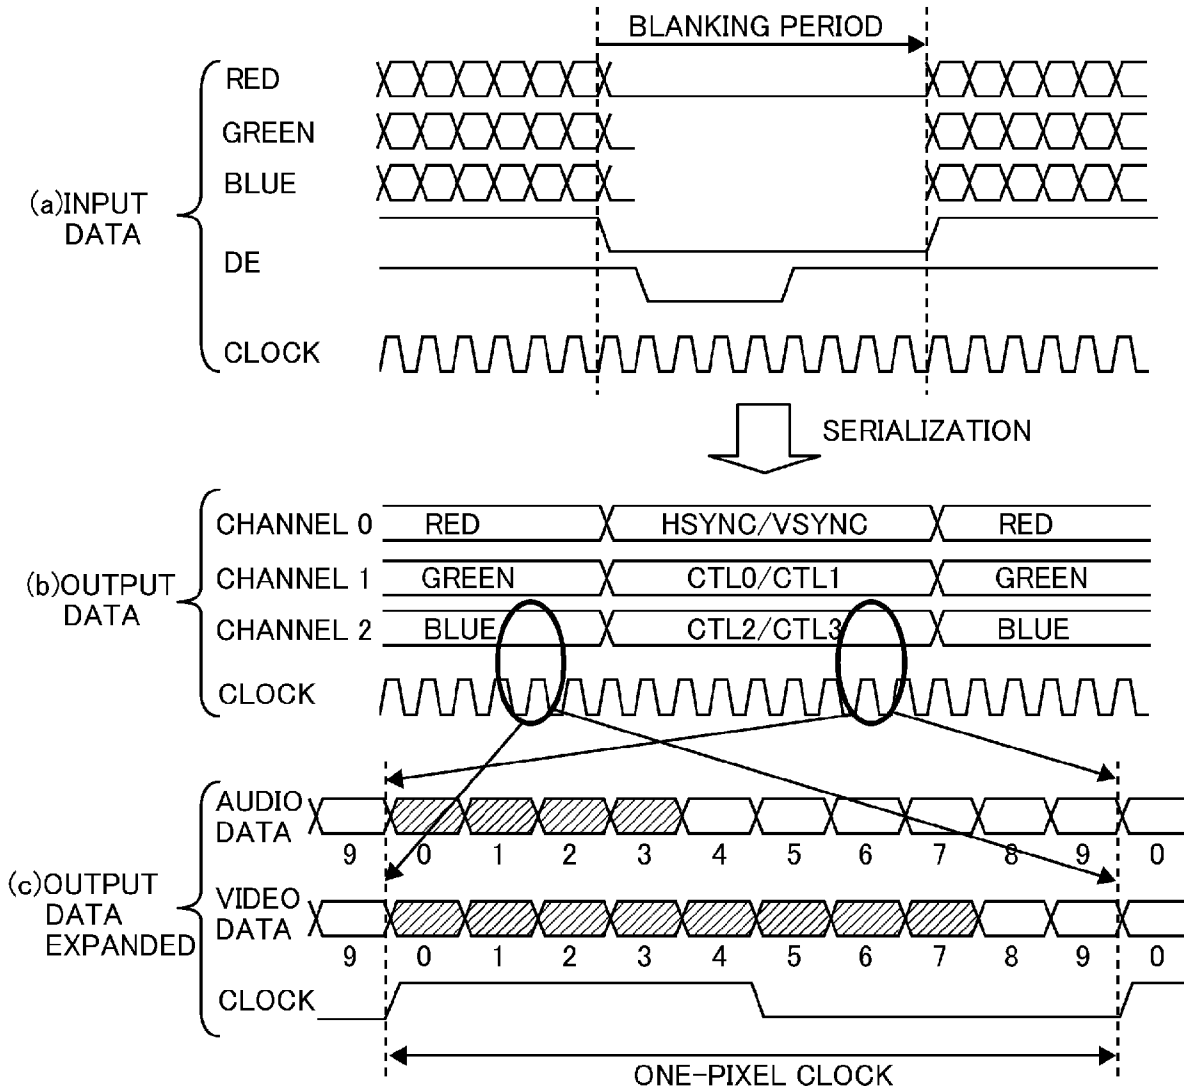 BLANKING PERIOD
RED
GREEN
BLUE
(a)INPUT
DATA
DE
CLOCK
SERIALIZATION
CHANNEL 0 RED HSYNC/VSYNC RED
(b)OUTPUT
DATA
CHANNEL 1 GREEN CTL0/CTL1 GREEN
CHANNEL 2 BLUE CTL2/CTL3 BLUE
CLOCK
AUDIO
DATA
9 0 1 2 3 4 5 6 7 8 9 0
(c)OUTPUT
DATA
EXPANDED
VIDEO
DATA
9 0 1 2 3 4 5 6 7 8 9 0
CLOCK
ONE-PIXEL CLOCK